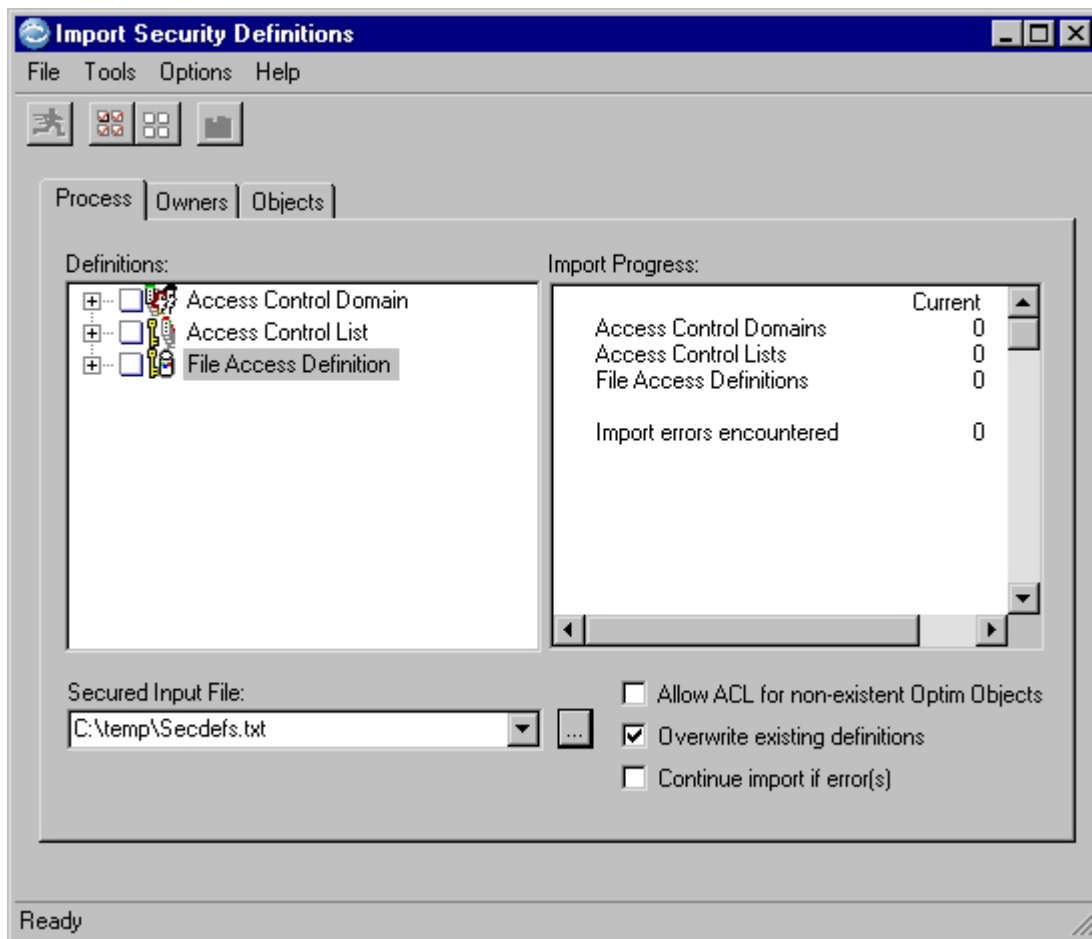 Import Security Definitions
File Tools Options Help
Process Owners Objects
Definitions:
Access Control Domain
Access Control List
File Access Definition
Import Progress:
Current
Access Control Domains 0
Access Control Lists 0
File Access Definitions 0
Import errors encountered 0
Secured Input File:
C:\temp\Secdefs.txt
...
Allow ACL for non-existent Optim Objects
Overwrite existing definitions
Continue import if error(s)
Ready